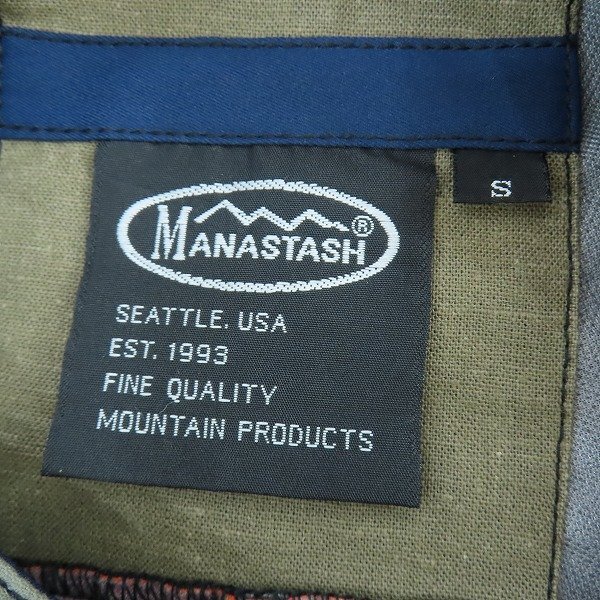 MANASTASH®
SEATTLE, USA
EST. 1993
FINE QUALITY
MOUNTAIN PRODUCTS
S